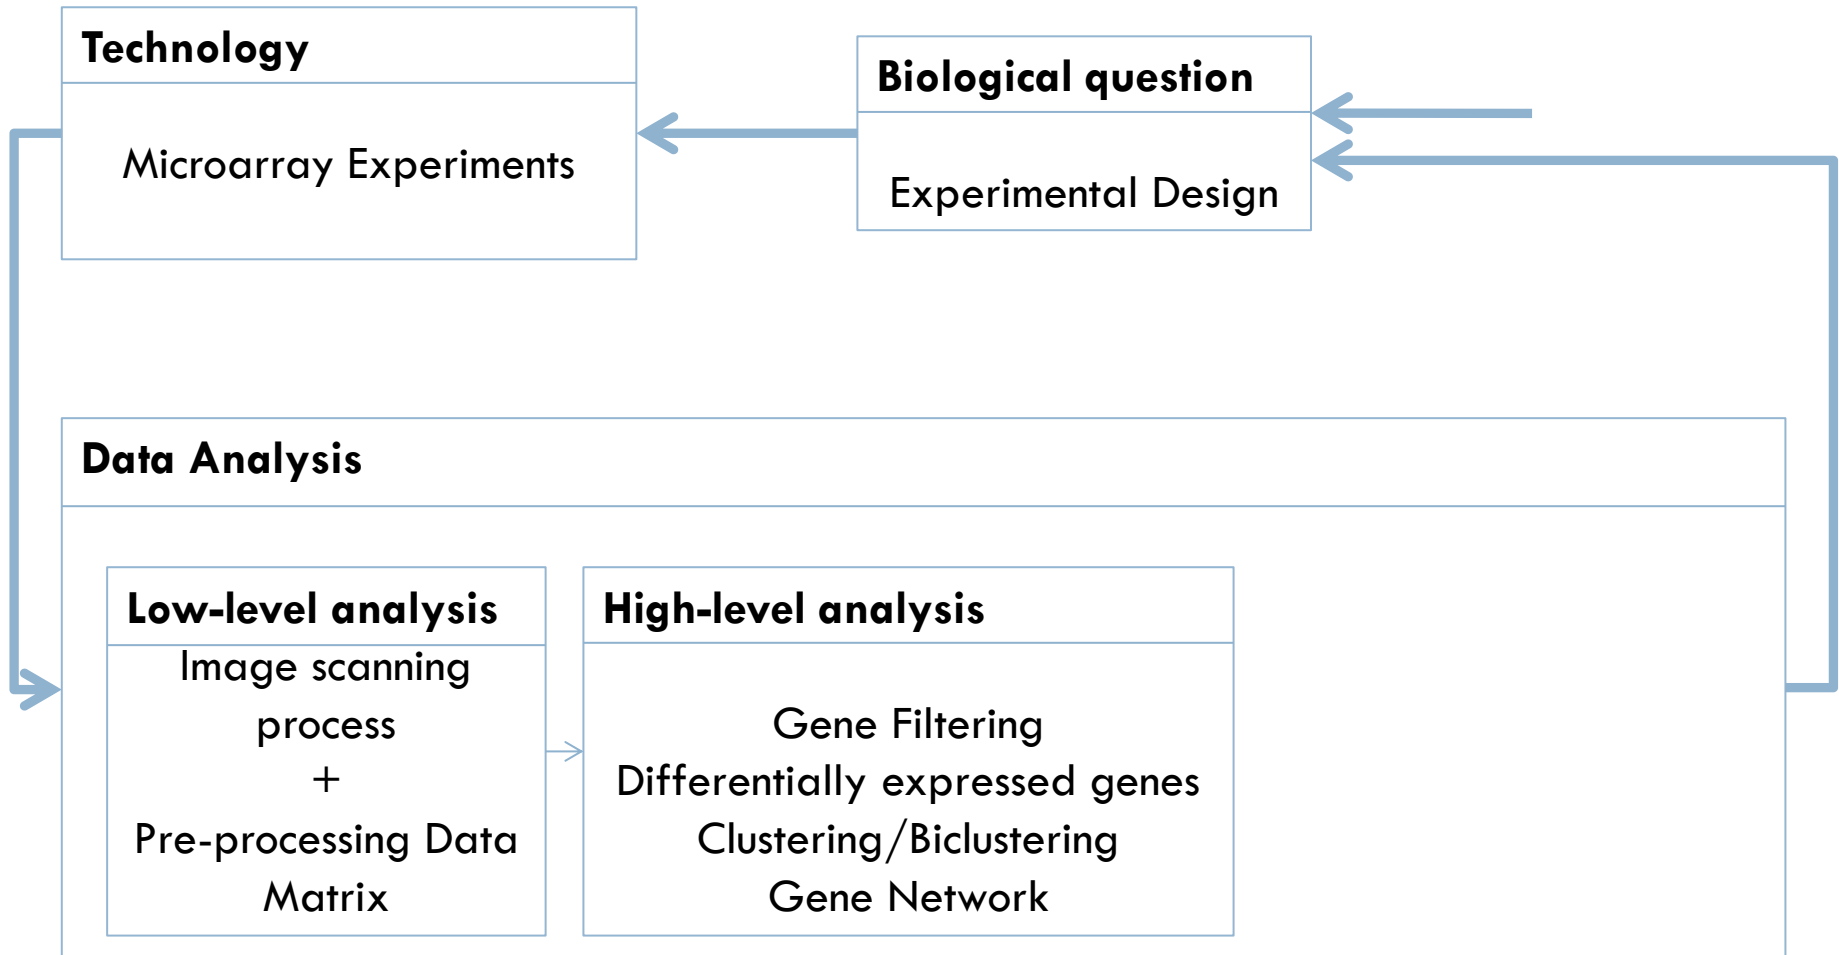 Technology
Microarray Experiments
Biological question
Experimental Design
Data Analysis
Low-level analysis
Image scanning
process
+
Pre-processing Data
Matrix
High-level analysis
Gene Filtering
Differentially expressed genes
Clustering/Biclustering
Gene Network